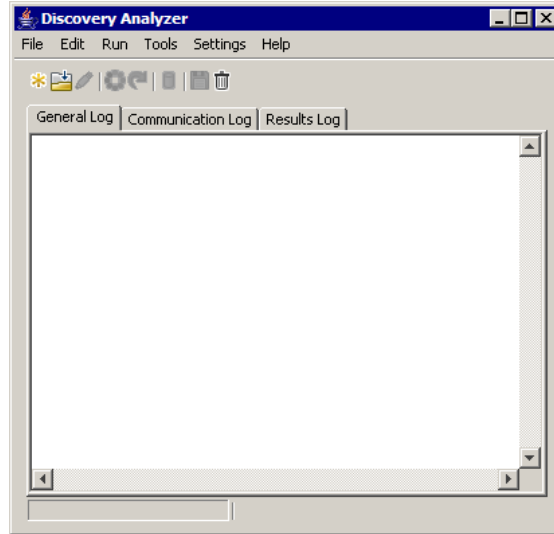 Discovery Analyzer
File Edit Run Tools Settings Help
General Log Communication Log Results Log